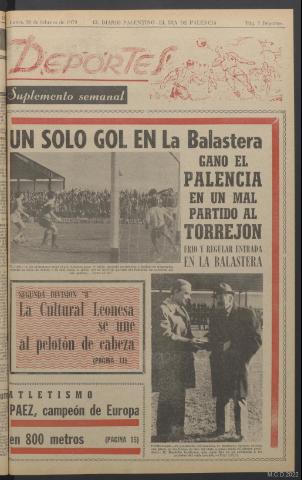 de febrero de 1979
EL DIARIO PALENTINO-EL DIA DE PALENCIA
DEPORTES
Suplemento semanal
UN SOLO GOL EN La Balastera
GANO EL
PALENCIA
EN UN MAL
PARTIDO AL
TORREJON
FRIO Y REGULAR ENTRADA
EN LA BALASTERA
SEGUNDA DIVISION "B"
La Cultural Leonesa
se une
al pelotón de cabeza
(PAGINA 13)
ATLETISMO
PAEZ, campeón de Europa
en 800 metros (PAGINA 15)
M.C.D. 2022